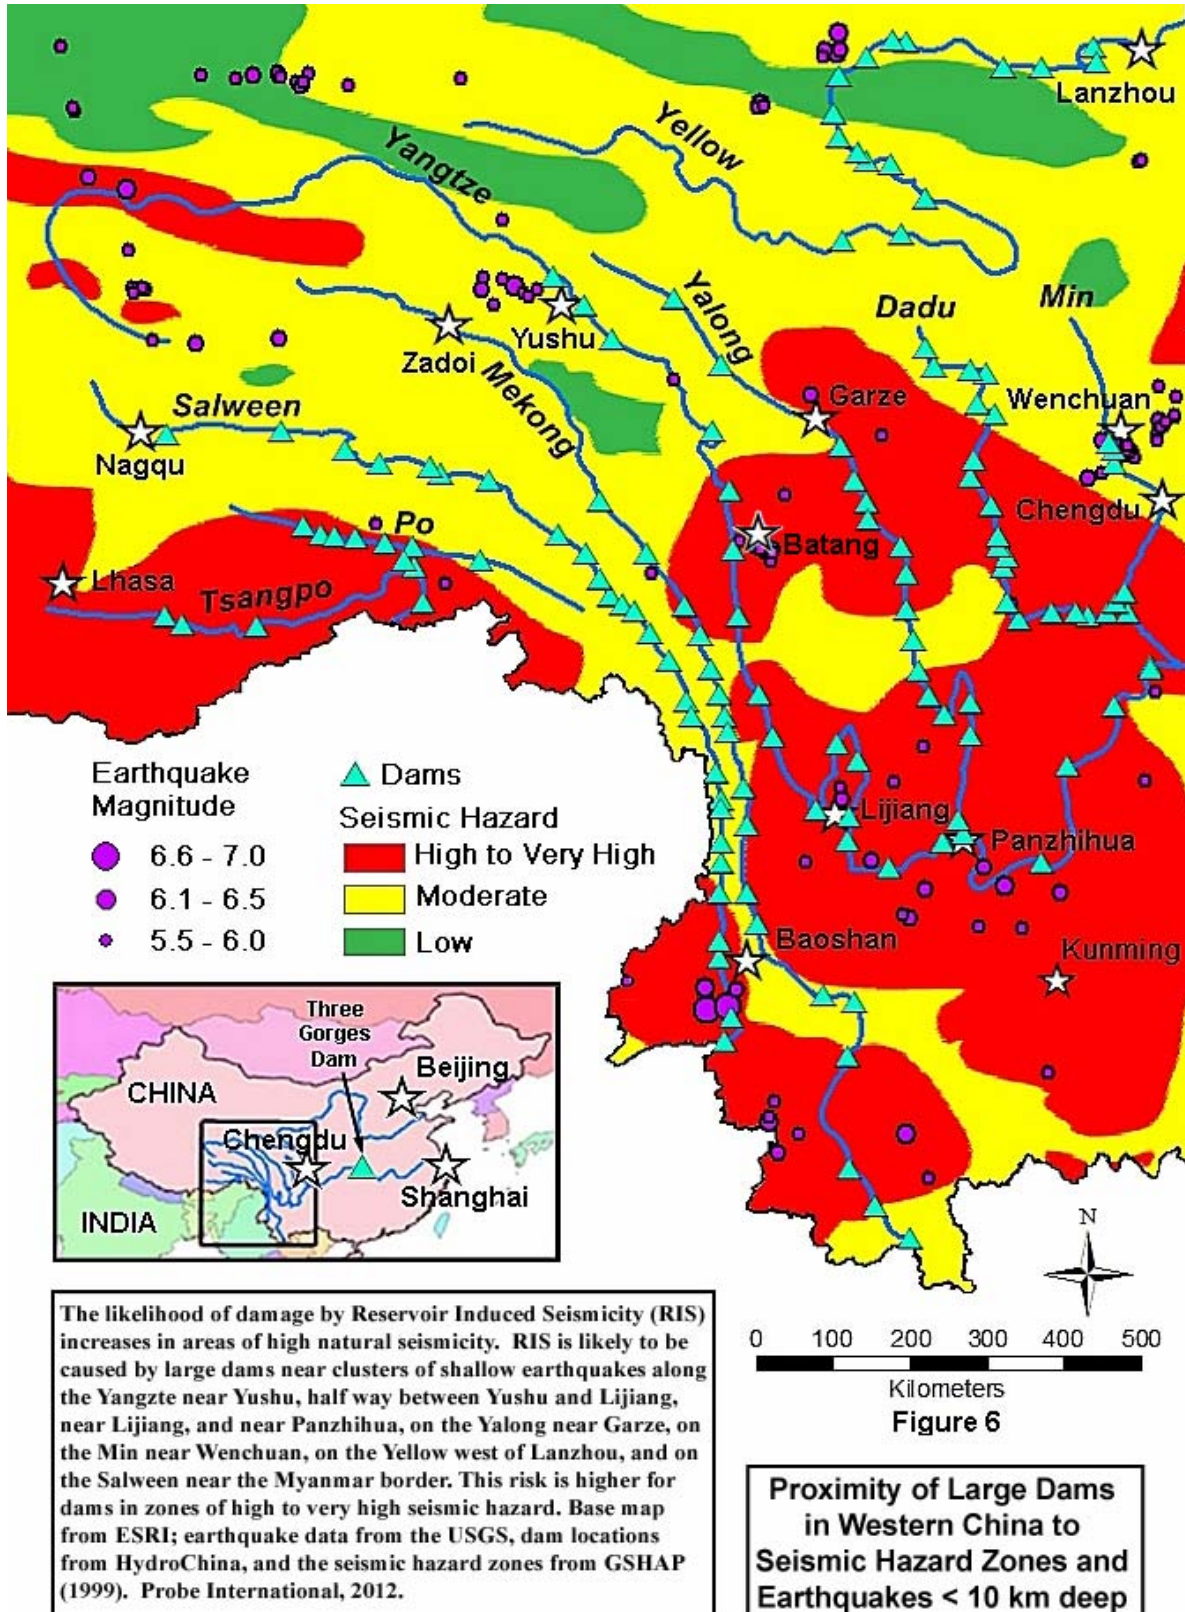 Lanzhou
Yellow
Yangtze
Yalong
Dadu
Min
Yushu
Zadoi
Mekong
Garze
Wenchuan
Salween
Nagqu
Chengdu
Po
Batang
Lhasa
Tsangpo
Earthquake
Magnitude
6.6 - 7.0
6.1 - 6.5
5.5 - 6.0
Dams
Seismic Hazard
High to Very High
Moderate
Low
Lijiang
Panzhihua
Baoshan
Kunming
Three
Gorges
Dam
Beijing
CHINA
Chengdu
Shanghai
INDIA
N
0 100 200 300 400 500
Kilometers
Figure 6
The likelihood of damage by Reservoir Induced Seismicity (RIS)
increases in areas of high natural seismicity. RIS is likely to be
caused by large dams near clusters of shallow earthquakes along
the Yangzte near Yushu, half way between Yushu and Lijiang,
near Lijiang, and near Panzhihua, on the Yalong near Garze, on
the Min near Wenchuan, on the Yellow west of Lanzhou, and on
the Salween near the Myanmar border. This risk is higher for
dams in zones of high to very high seismic hazard. Base map
from ESRI; earthquake data from the USGS, dam locations
from HydroChina, and the seismic hazard zones from GSHAP
(1999). Probe International, 2012.
Proximity of Large Dams
in Western China to
Seismic Hazard Zones and
Earthquakes < 10 km deep